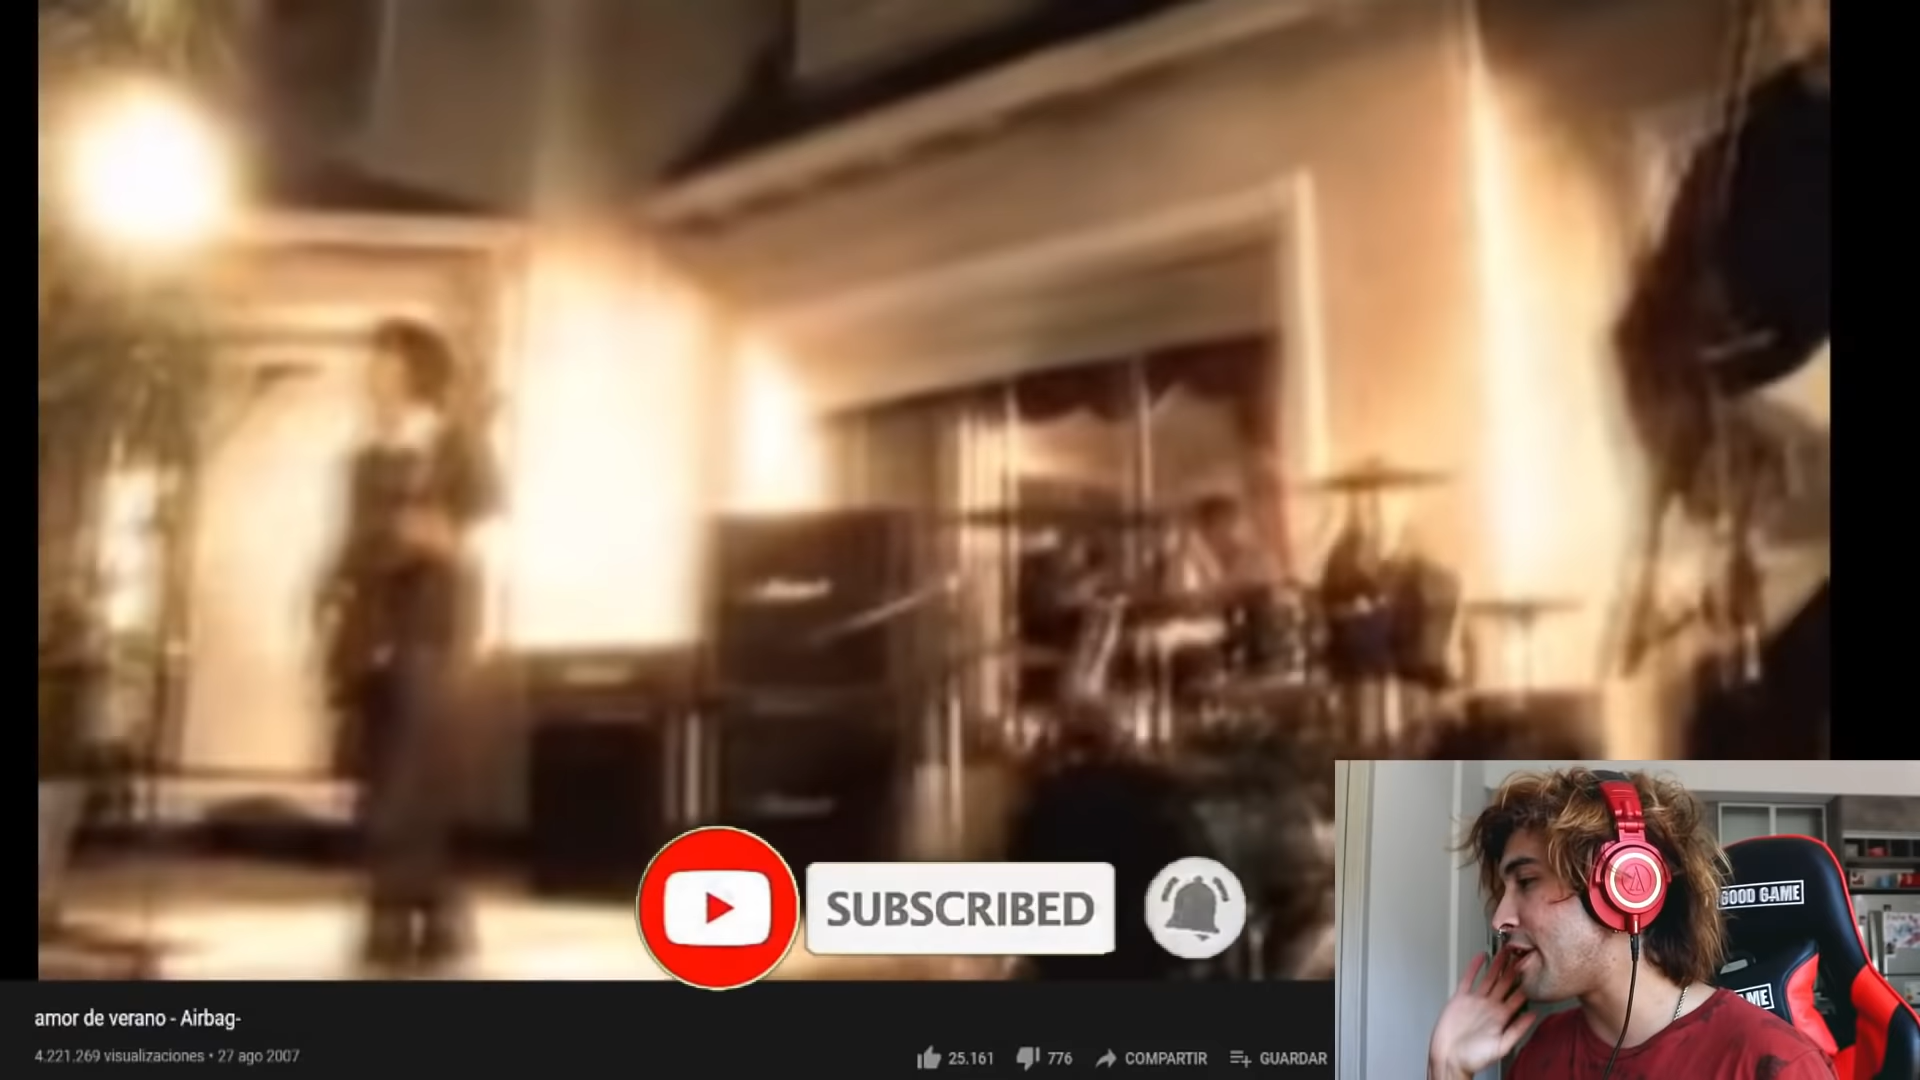 SUBSCRIBED
GOOD GAME
amor de verano - Airbag-
4.221.269 visualizaciones • 27 ago 2007
25.161
776
COMPARTIR
GUARDAR